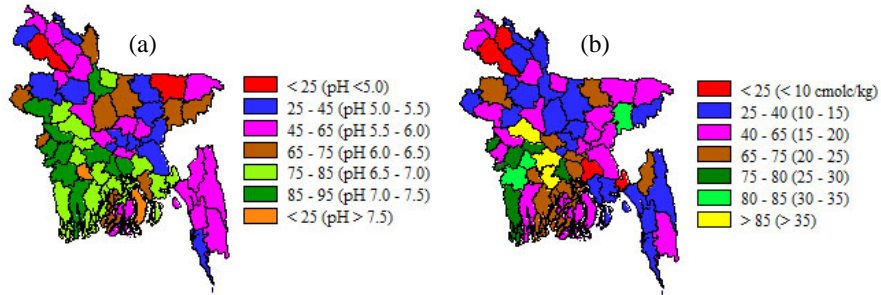 (a)
< 25 (pH <5.0)
25 - 45 (pH 5.0 - 5.5)
45 - 65 (pH 5.5 - 6.0)
65 - 75 (pH 6.0 - 6.5)
75 - 85 (pH 6.5 - 7.0)
85 - 95 (pH 7.0 - 7.5)
< 25 (pH > 7.5)
(b)
< 25 (< 10 cmolc/kg)
25 - 40 (10 - 15)
40 - 65 (15 - 20)
65 - 75 (20 - 25)
75 - 80 (25 - 30)
80 - 85 (30 - 35)
> 85 (> 35)